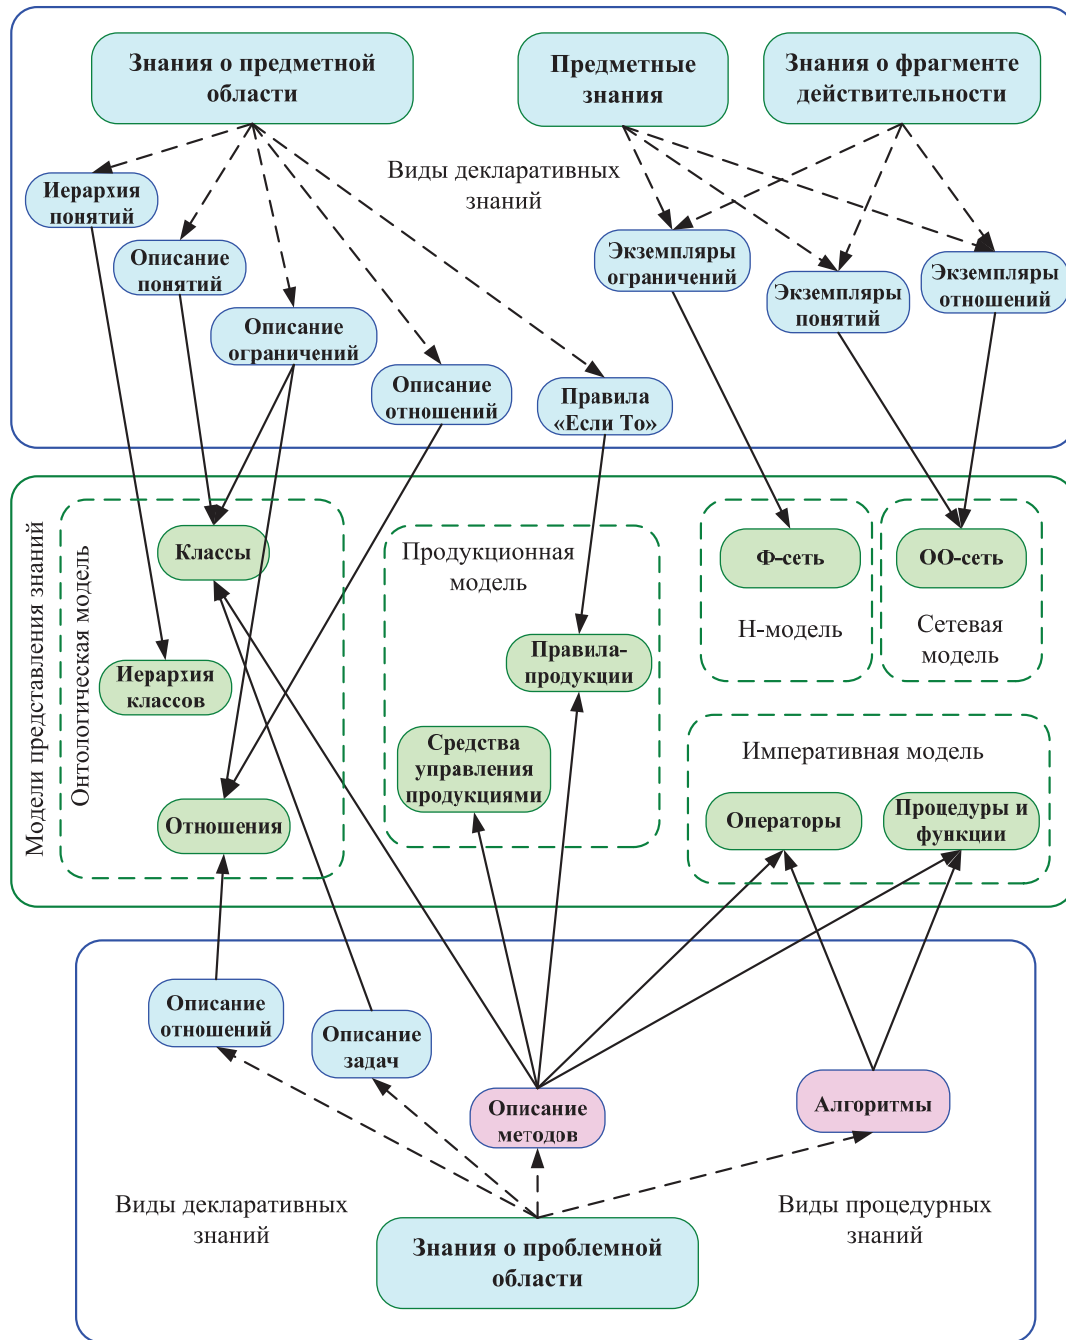 Знания о предметной
области
Предметные
знания
Знания о фрагменте
действительности
Виды декларативных
знаний
Иерархия
понятий
Описание
понятий
Описание
ограничений
Описание
отношений
Правила
«Если То»
Экземпляры
ограничений
Экземпляры
понятий
Экземпляры
отношений
Модели представления знаний
Онтологическая модель
Классы
Иерархия
классов
Отношения
Продукционная
модель
Правила-
продукции
Средства
управления
продукциями
Ф-сеть
Н-модель
ОО-сеть
Сетевая
модель
Императивная модель
Операторы
Процедуры и
функции
Описание
отношений
Описание
задач
Описание
методов
Алгоритмы
Виды декларативных
знаний
Виды процедурных
знаний
Знания о проблемной
области